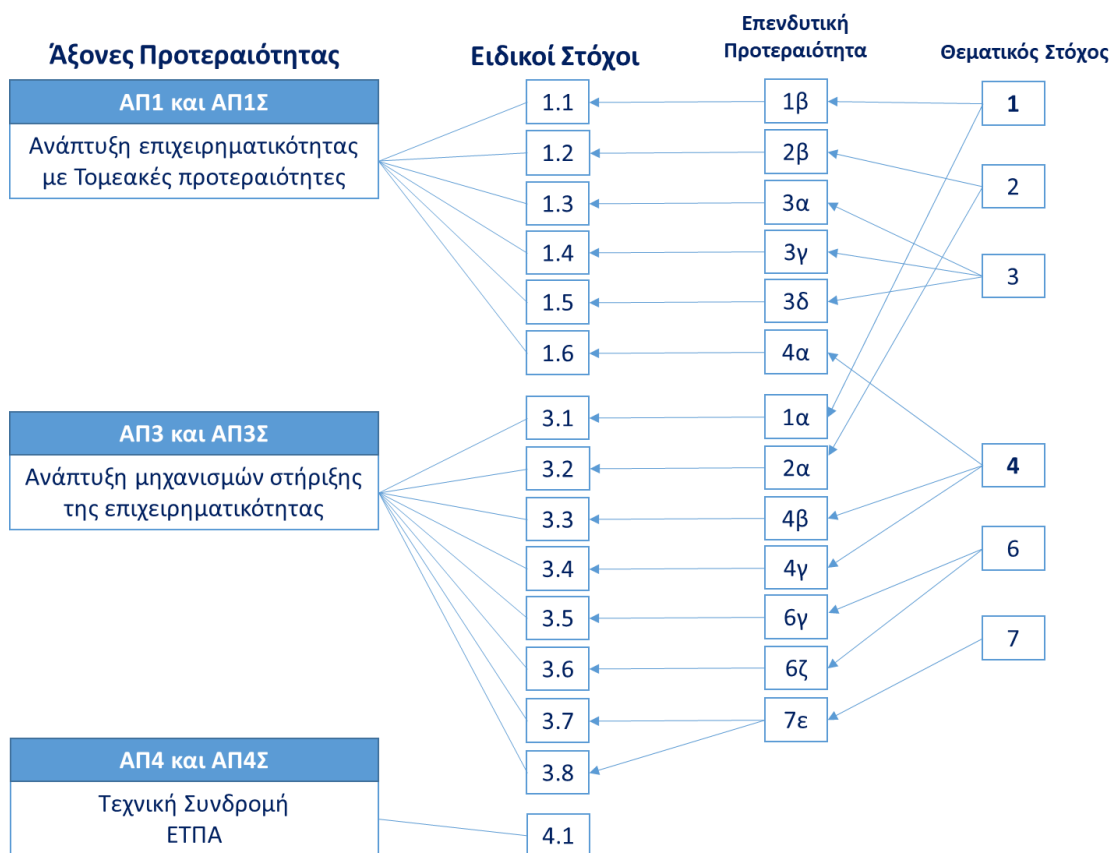 Άξονες Προτεραιότητας
Ειδικοί Στόχοι
Επενδυτική
Προτεραιότητα
Θεματικός Στόχος
ΑΠ1 και ΑΠ1Σ
Ανάπτυξη επιχειρηματικότητας
με Τομεακές προτεραιότητες
1.1
1β
1
1.2
2β
2
1.3
3α
1.4
3γ
3
1.5
3δ
1.6
4α
ΑΠ3 και ΑΠ3Σ
Ανάπτυξη μηχανισμών στήριξης
της επιχειρηματικότητας
3.1
1α
3.2
2α
4
3.3
4β
3.4
4γ
6
3.5
6γ
7
3.6
6ζ
3.7
7ε
3.8
ΑΠ4 και ΑΠ4Σ
Τεχνική Συνδρομή
ΕΤΠΑ
4.1